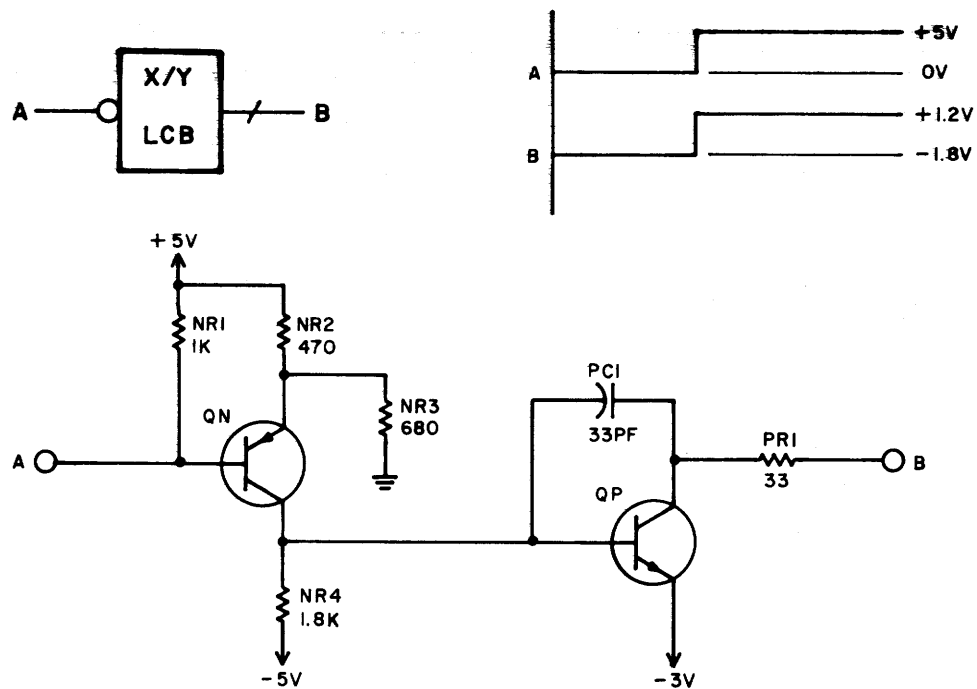 X/Y
LCB
A
B
+5V
A
0V
+1.2V
B
-1.8V
+5V
NR1
1K
NR2
470
NR3
680
QN
A
NR4
1.8K
-5V
PC1
33PF
PR1
33
B
QP
-3V